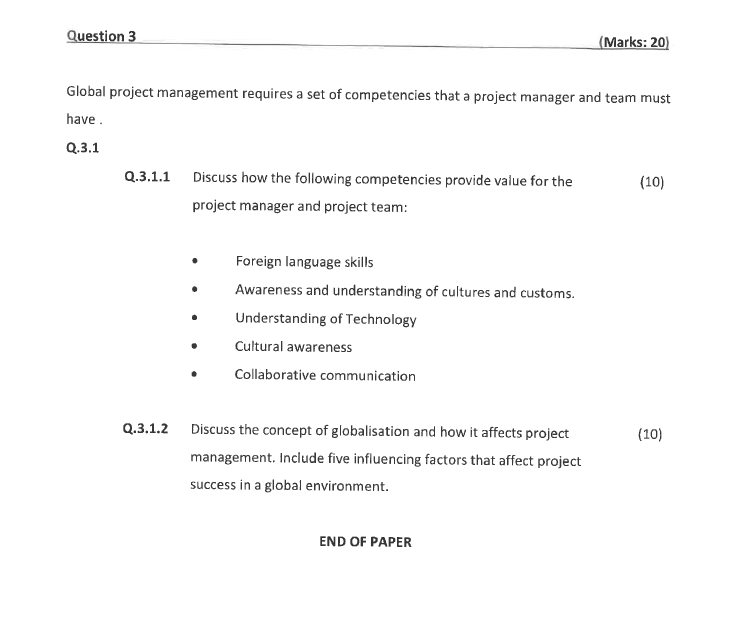 Question 3 (Marks: 20)
Global project management requires a set of competencies that a project manager and team must
have .
Q.3.1
Q.3.1.1 Discuss how the following competencies provide value for the (10)
project manager and project team:
• Foreign language skills
• Awareness and understanding of cultures and customs.
• Understanding of Technology
• Cultural awareness
• Collaborative communication
Q.3.1.2 Discuss the concept of globalisation and how it affects project (10)
management. Include five influencing factors that affect project
success in a global environment.
END OF PAPER